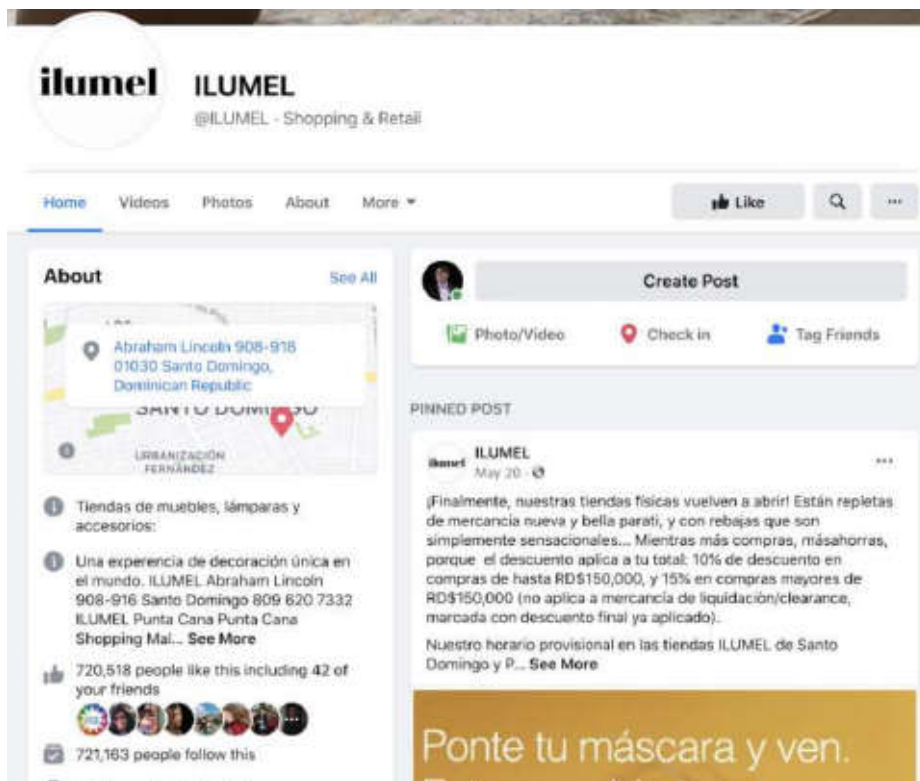 ilumel
ILUMEL
@ILUMEL · Shopping & Retail
Home Videos Photos About More
Like
...
About See All
Abraham Lincoln 908-918
01030 Santo Domingo,
Dominican Republic
SANTO DOMINGO
URBANIZACIÓN
FERNÁNDEZ
Tiendas de muebles, lámparas y
accesorios:
Una experencia de decoración única en
el mundo. ILUMEL Abraham Lincoln
908-916 Santo Domingo 809 620 7332
ILUMEL Punta Cana Punta Cana
Shopping Mal... See More
720,518 people like this including 42 of
your friends
721,163 people follow this
Create Post
Photo/Video Check in Tag Friends
PINNED POST
ilumel
ILUMEL
May 20 ·
...
¡Finalmente, nuestras tiendas físicas vuelven a abrir! Están repletas
de mercancía nueva y bella parati, y con rebajas que son
simplemente sensacionales... Mientras más compras, másahorras,
porque el descuento aplica a tu total: 10% de descuento en
compras de hasta RD$150,000, y 15% en compras mayores de
RD$150,000 (no aplica a mercancía de liquidación/clearance,
marcada con descuento final ya aplicado).
Nuestro horario provisional en las tiendas ILUMEL de Santo
Domingo y P... See More
Ponte tu máscara y ven.